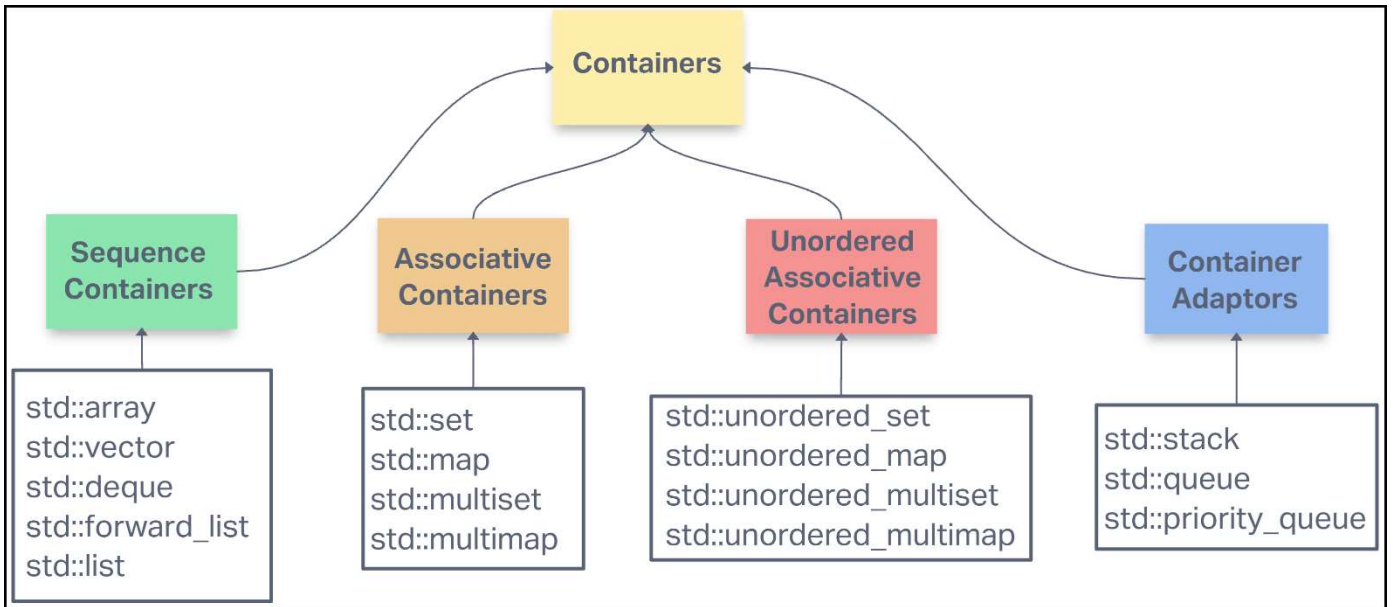 Containers
Sequence
Containers
Associative
Containers
Unordered
Associative
Containers
Container
Adaptors
std::array
std::vector
std::deque
std::forward_list
std::list
std::set
std::map
std::multiset
std::multimap
std::unordered_set
std::unordered_map
std::unordered_multiset
std::unordered_multimap
std::stack
std::queue
std::priority_queue